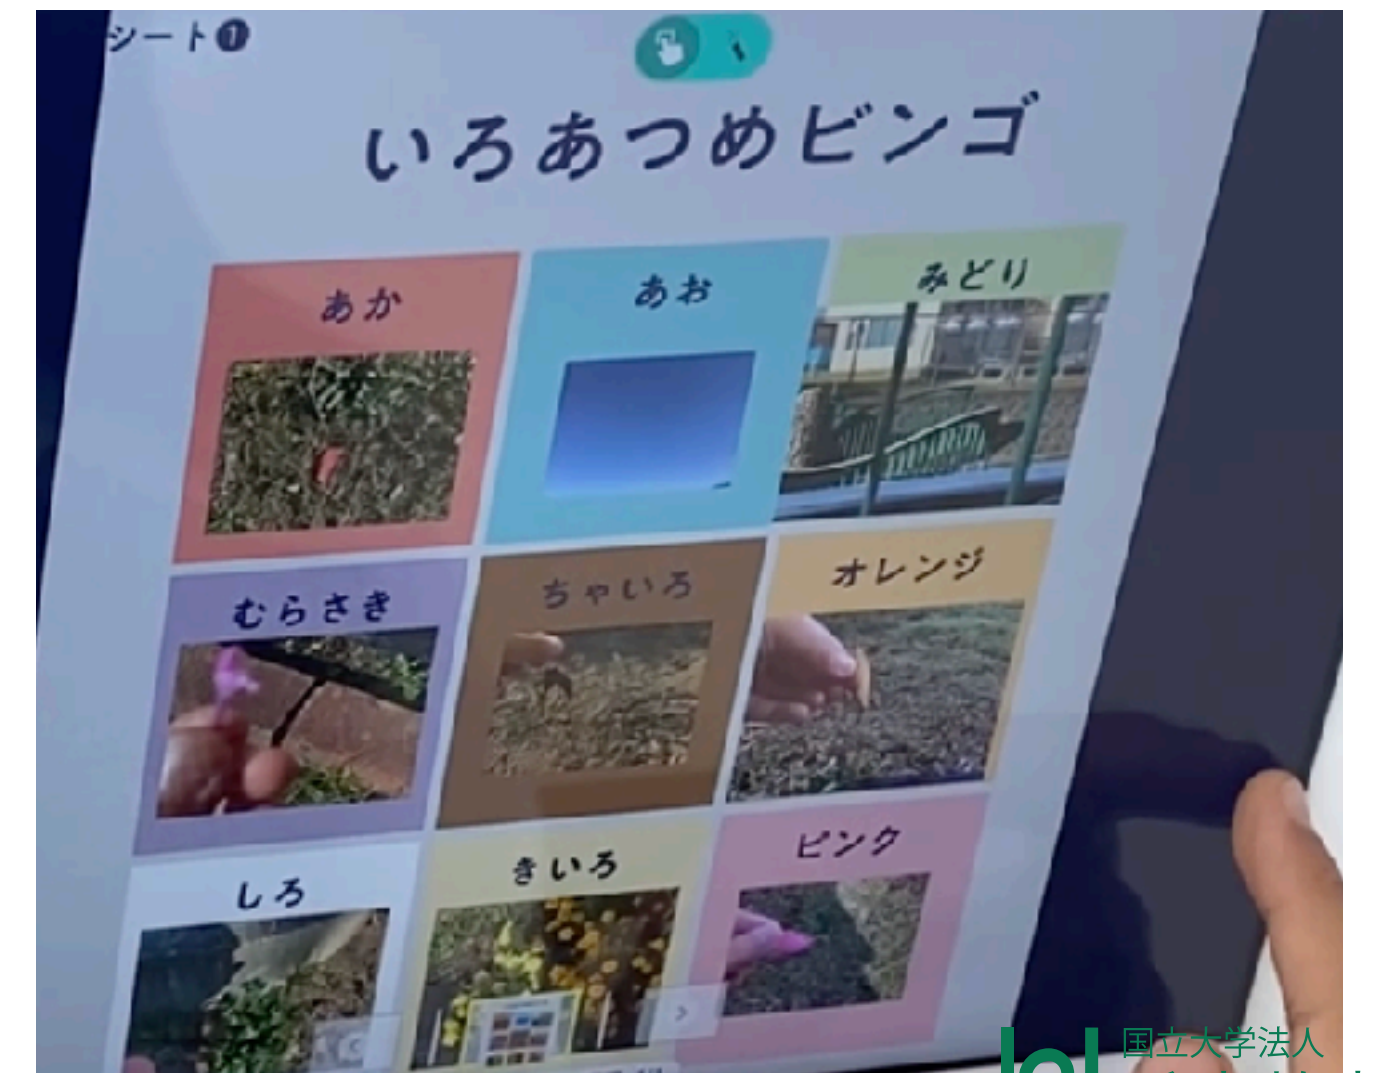 シート❶
いろあつめビンゴ
あか
あお
みどり
むらさき
ちゃいろ
オレンジ
しろ
きいろ
ピンク
国立大学法人